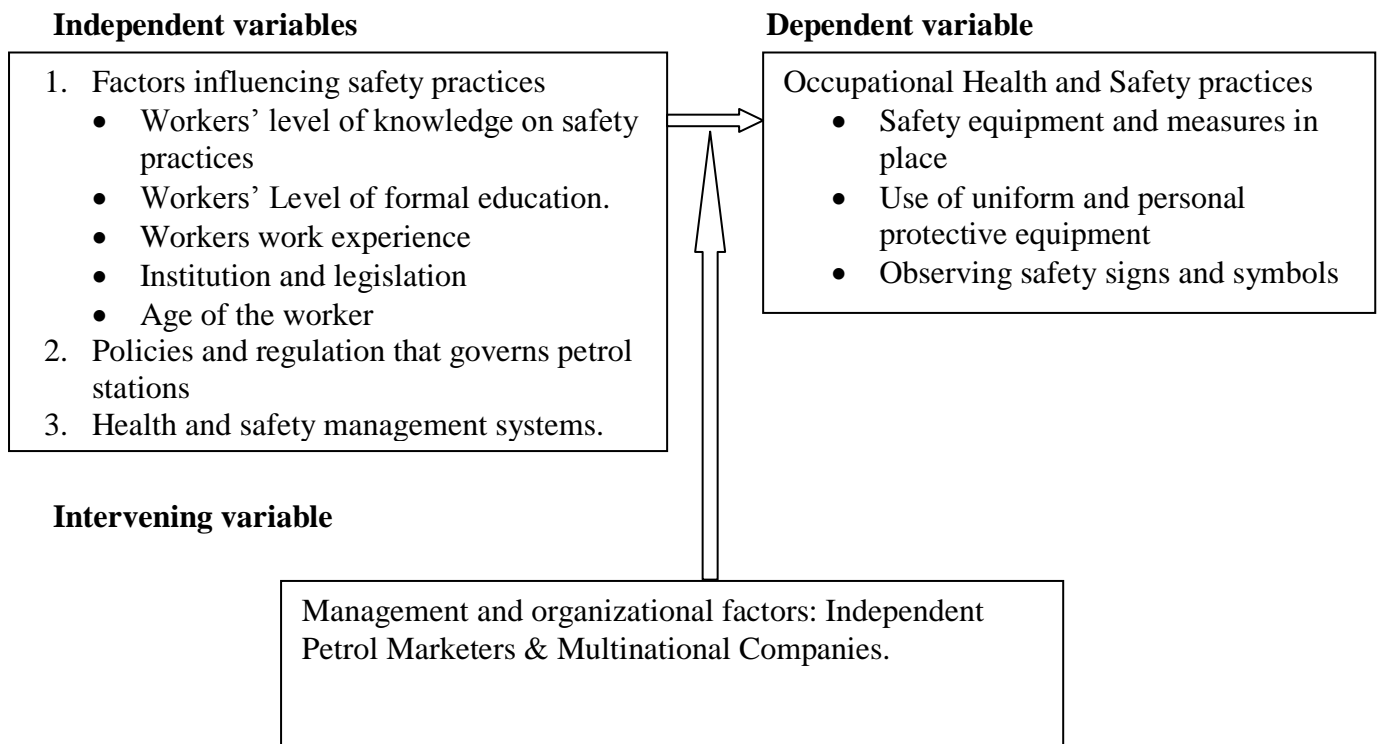 Independent variables
1. Factors influencing safety practices
• Workers’ level of knowledge on safety
practices
• Workers’ Level of formal education.
• Workers work experience
• Institution and legislation
• Age of the worker
2. Policies and regulation that governs petrol
stations
3. Health and safety management systems.
Dependent variable
Occupational Health and Safety practices
• Safety equipment and measures in
place
• Use of uniform and personal
protective equipment
• Observing safety signs and symbols
Intervening variable
Management and organizational factors: Independent
Petrol Marketers & Multinational Companies.